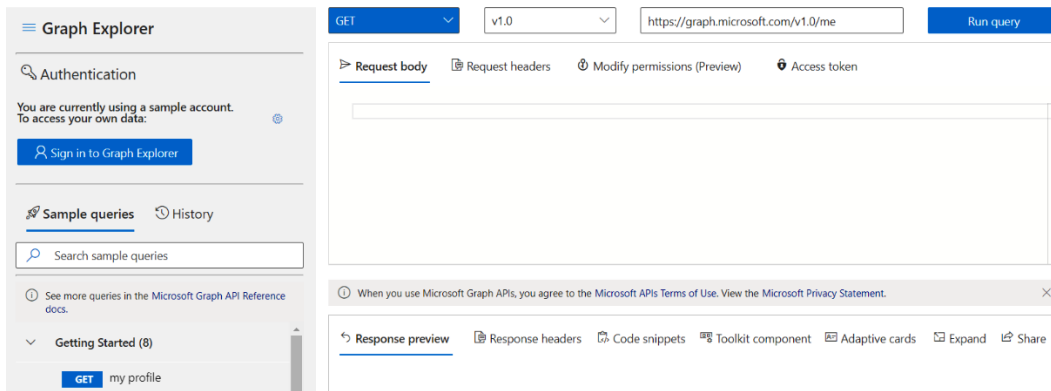 Graph Explorer
Authentication
You are currently using a sample account.
To access your own data:
Sign in to Graph Explorer
Sample queries
History
Search sample queries
See more queries in the Microsoft Graph API Reference
docs.
Getting Started (8)
GET my profile
GET
v1.0
https://graph.microsoft.com/v1.0/me
Run query
Request body
Request headers
Modify permissions (Preview)
Access token
When you use Microsoft Graph APIs, you agree to the Microsoft APIs Terms of Use. View the Microsoft Privacy Statement.
Response preview
Response headers
Code snippets
Toolkit component
Adaptive cards
Expand
Share